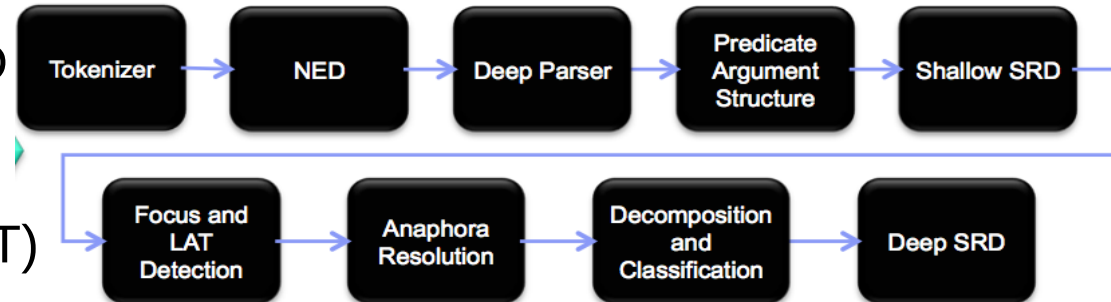 Tokenizer
NED
Deep Parser
Predicate
Argument
Structure
Shallow SRD
T)
Focus and
LAT
Detection
Anaphora
Resolution
Decomposition
and
Classification
Deep SRD